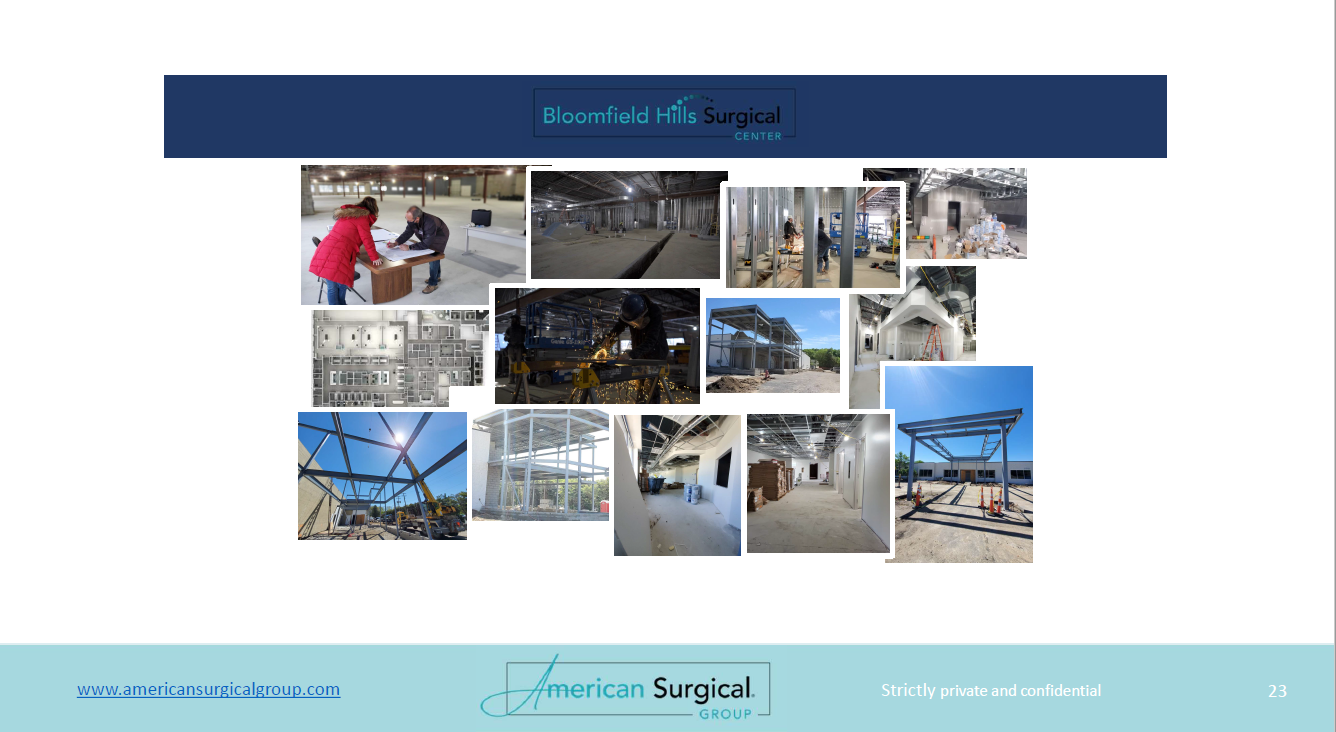 Bloomfield Hills Surgical
CENTER
www.americansurgicalgroup.com
American Surgical.
GROUP
Strictly private and confidential
23